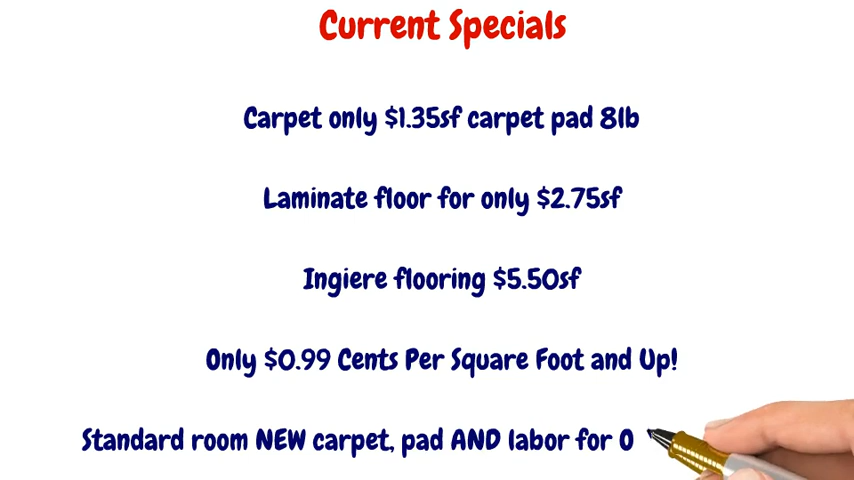 Current Specials
Carpet only $1.35sf carpet pad 8lb
Laminate floor for only $2.75sf
Ingiere flooring $5.50sf
Only $0.99 Cents Per Square Foot and Up!
Standard room NEW carpet, pad AND labor for O